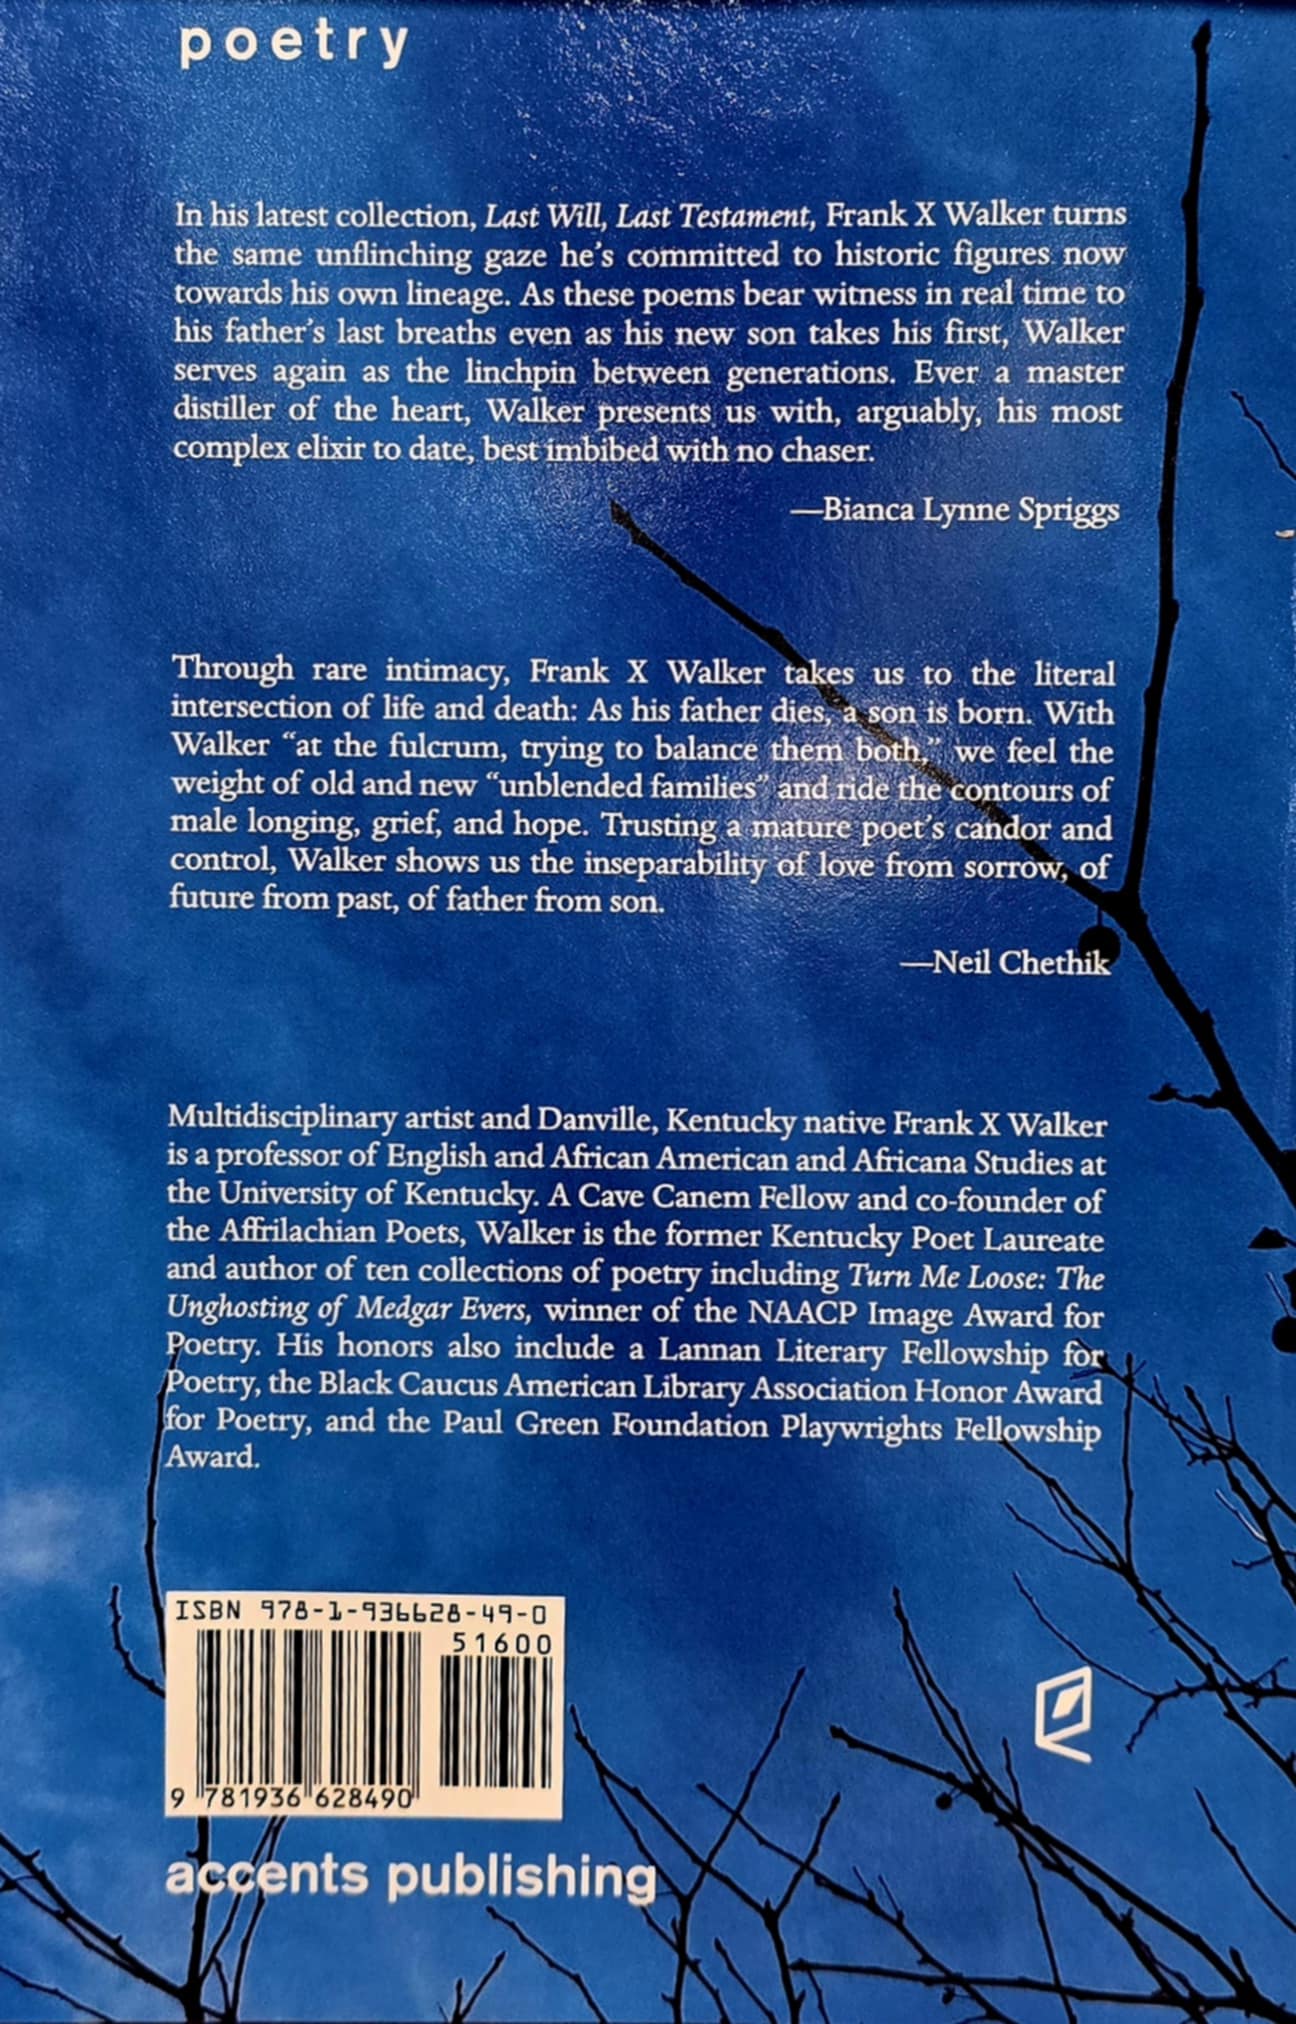 poetry
In his latest collection, Last Will, Last Testament, Frank X Walker turns
the same unflinching gaze he's committed to historic figures now
towards his own lineage. As these poems bear witness in real time to
his father's last breaths even as his new son takes his first, Walker
serves again as the linchpin between generations. Ever a master
distiller of the heart, Walker presents us with, arguably, his most
complex elixir to date, best imbibed with no chaser.
—Bianca Lynne Spriggs
Through rare intimacy, Frank X Walker takes us to the literal
intersection of life and death: As his father dies, a son is born. With
Walker “at the fulcrum, trying to balance them both,” we feel the
weight of old and new “unblended families” and ride the contours of
male longing, grief, and hope. Trusting a mature poet's candor and
control, Walker shows us the inseparability of love from sorrow, of
future from past, of father from son.
—Neil Chethik
Multidisciplinary artist and Danville, Kentucky native Frank X Walker
is a professor of English and African American and Africana Studies at
the University of Kentucky. A Cave Canem Fellow and co-founder of
the Affrilachian Poets, Walker is the former Kentucky Poet Laureate
and author of ten collections of poetry including Turn Me Loose: The
Unghosting of Medgar Evers, winner of the NAACP Image Award for
Poetry. His honors also include a Lannan Literary Fellowship for
Poetry, the Black Caucus American Library Association Honor Award
for Poetry, and the Paul Green Foundation Playwrights Fellowship
Award.
ISBN 978-1-936628-49-0
51600
9 781936 628490
accents publishing